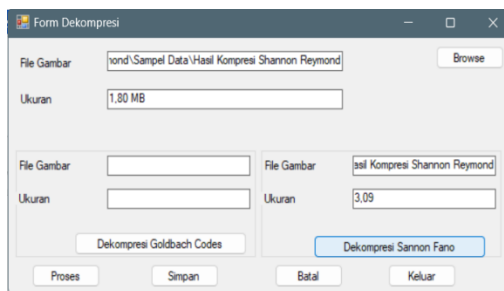 Form Dekompresi
File Gambar
nond\Sampel Data\Hasil Kompresi Shannon Reymond
Browse
Ukuran
1,80 MB
File Gambar
Ukuran
Dekompresi Goldbach Codes
File Gambar
asil Kompresi Shannon Reymond
Ukuran
3,09
Dekompresi Sannon Fano
Proses
Simpan
Batal
Keluar